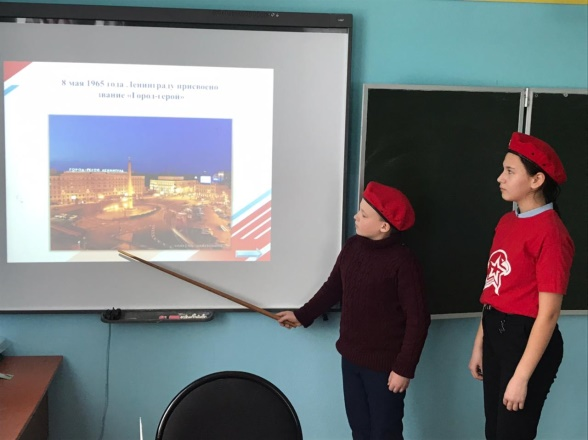 8 мая 1965 года Ленинграду присвоено
звание «Город-герой»